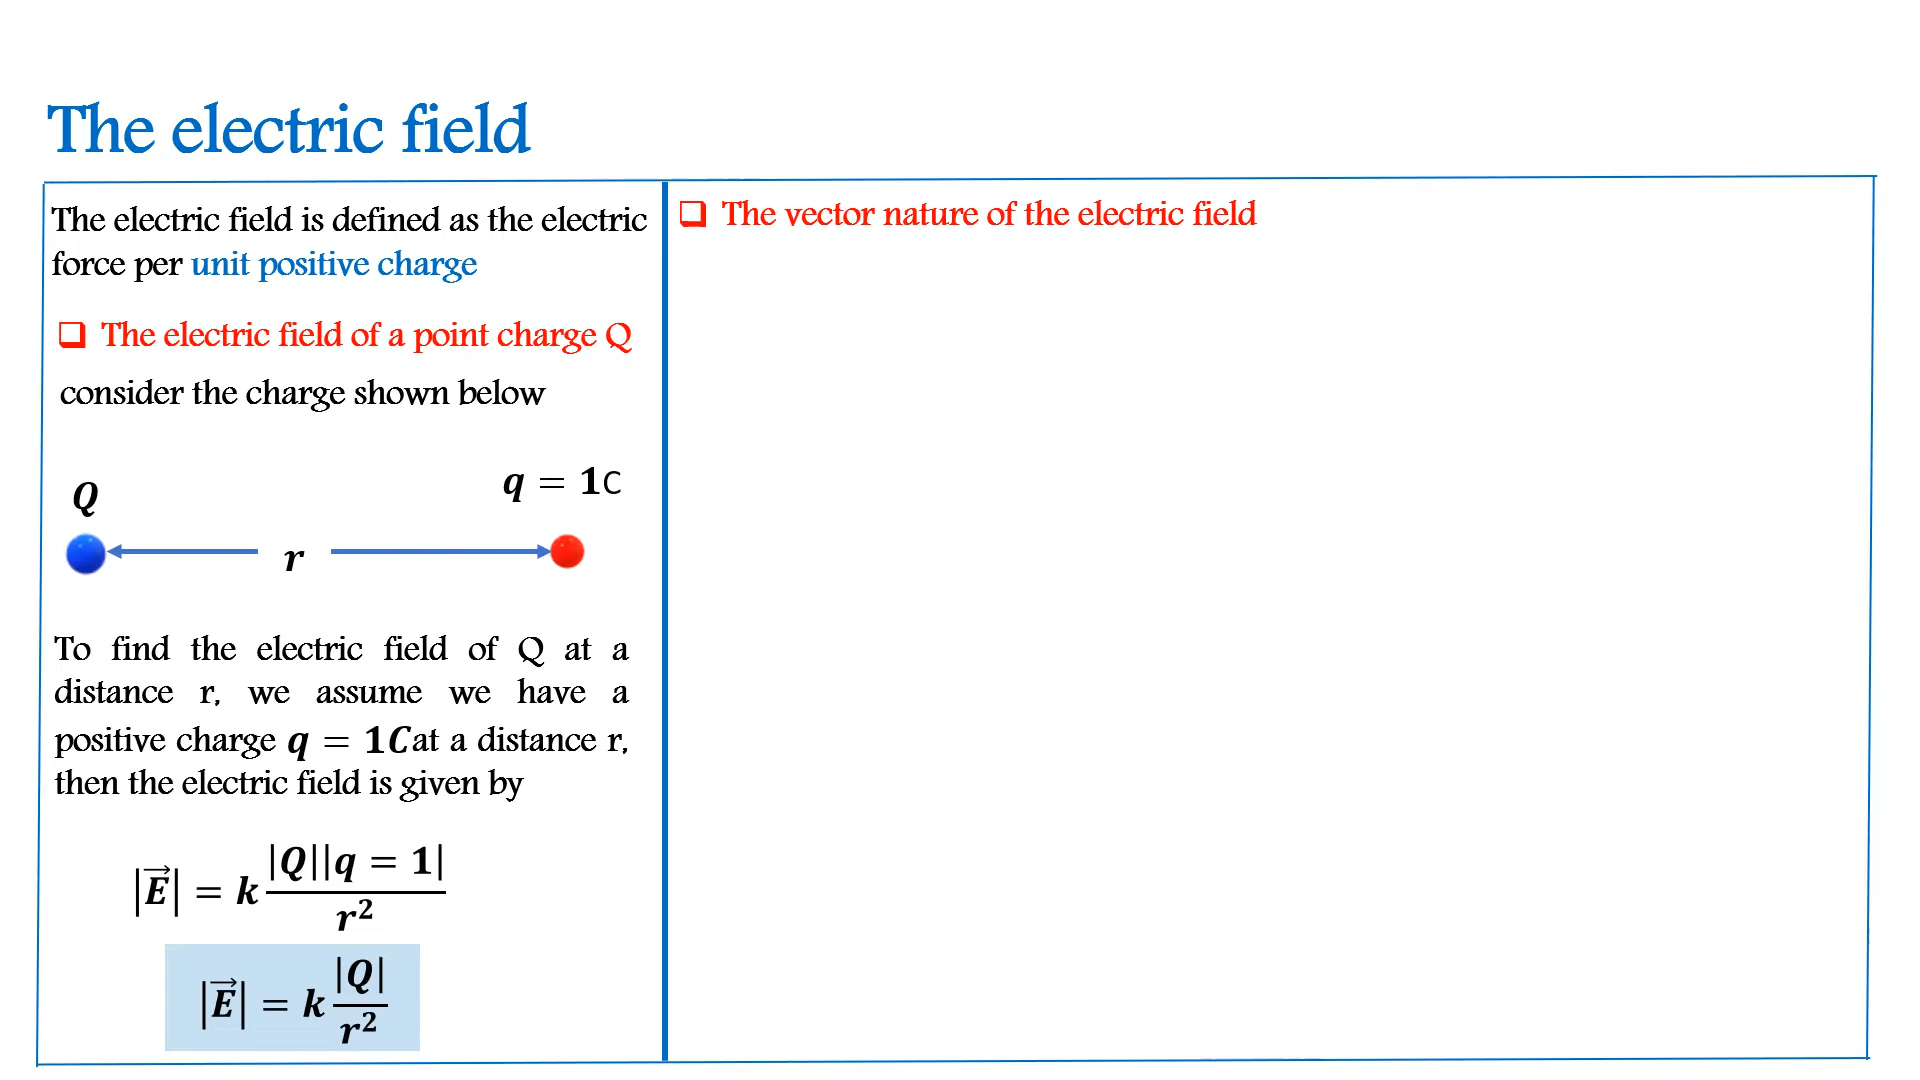 The electric field
The electric field is defined as the electric
force per unit positive charge
❑ The electric field of a point charge Q
consider the charge shown below
Q
q = 1C
r
To find the electric field of Q at a
distance r, we assume we have a
positive charge q = 1C at a distance r,
then the electric field is given by
|E⃗| = k |Q||q = 1| / r²
|E⃗| = k |Q| / r²
❑ The vector nature of the electric field